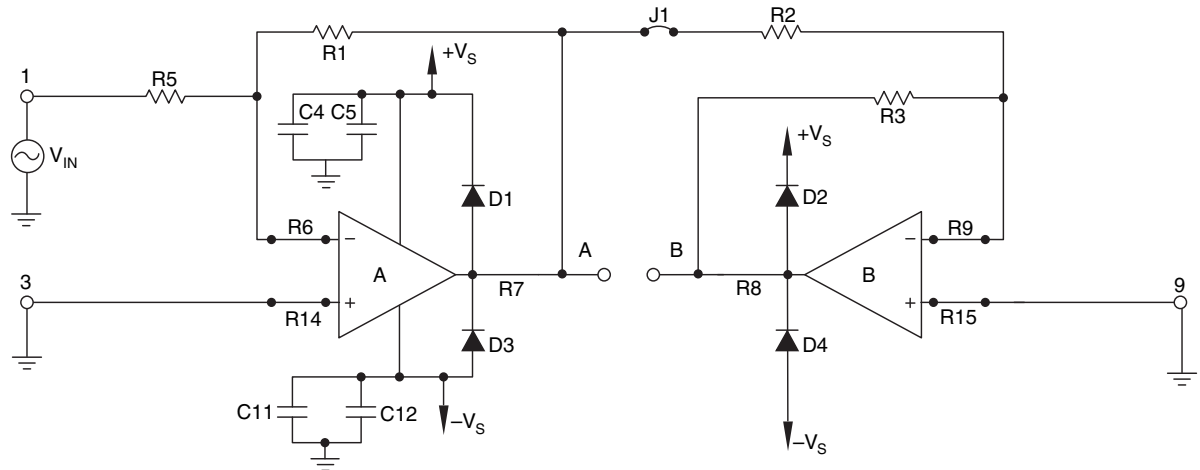 J1
R2
R1
+VS
1
R5
R3
C4
C5
+VS
VIN
D1
D2
R6
−
A
B
−
R9
A
B
3
R7
R8
9
+
+
R14
R15
D3
D4
C11
C12
−VS
−VS